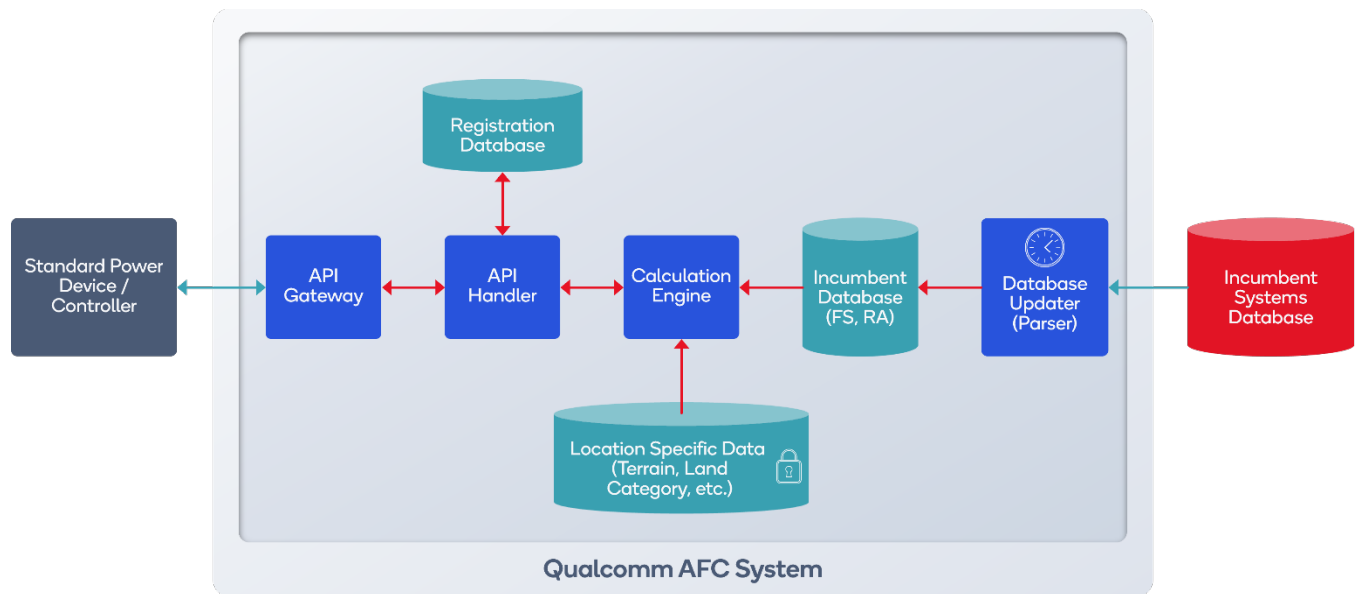 Registration
Database
Standard Power
Device /
Controller
API
Gateway
API
Handler
Calculation
Engine
Incumbent
Database
(FS, RA)
Database
Updater
(Parser)
Incumbent
Systems
Database
Location Specific Data
(Terrain, Land
Category, etc.)
Qualcomm AFC System